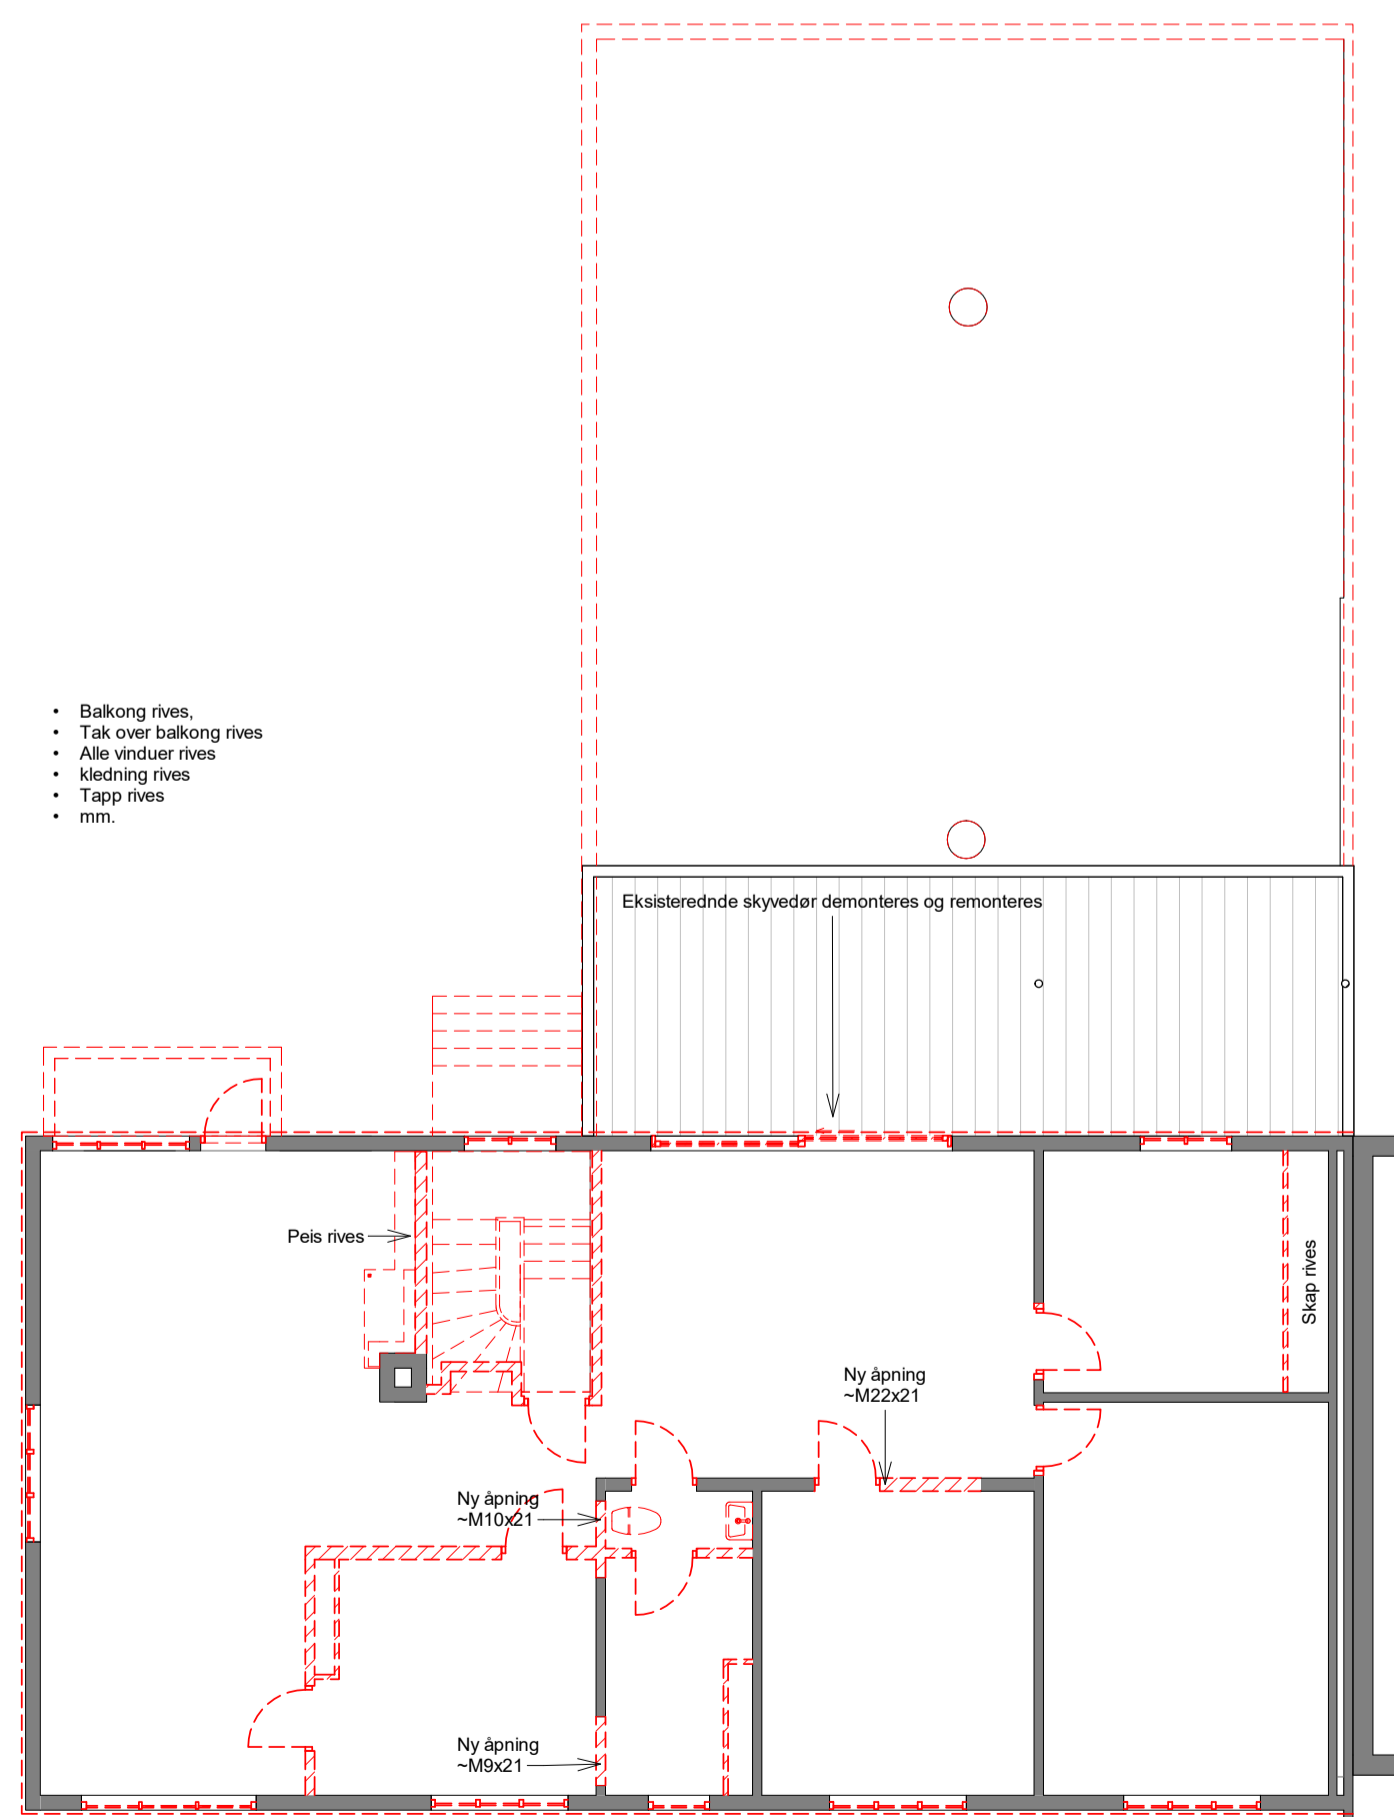 • Balkong rives,
• Tak over balkong rives
• Alle vinduer rives
• kledning rives
• Tapp rives
• mm.
Eksisterednde skyvedør demonteres og remonteres
Peis rives
Skap rives
Ny åpning
~M22x21
Ny åpning
~M10x21
Ny åpning
~M9x21